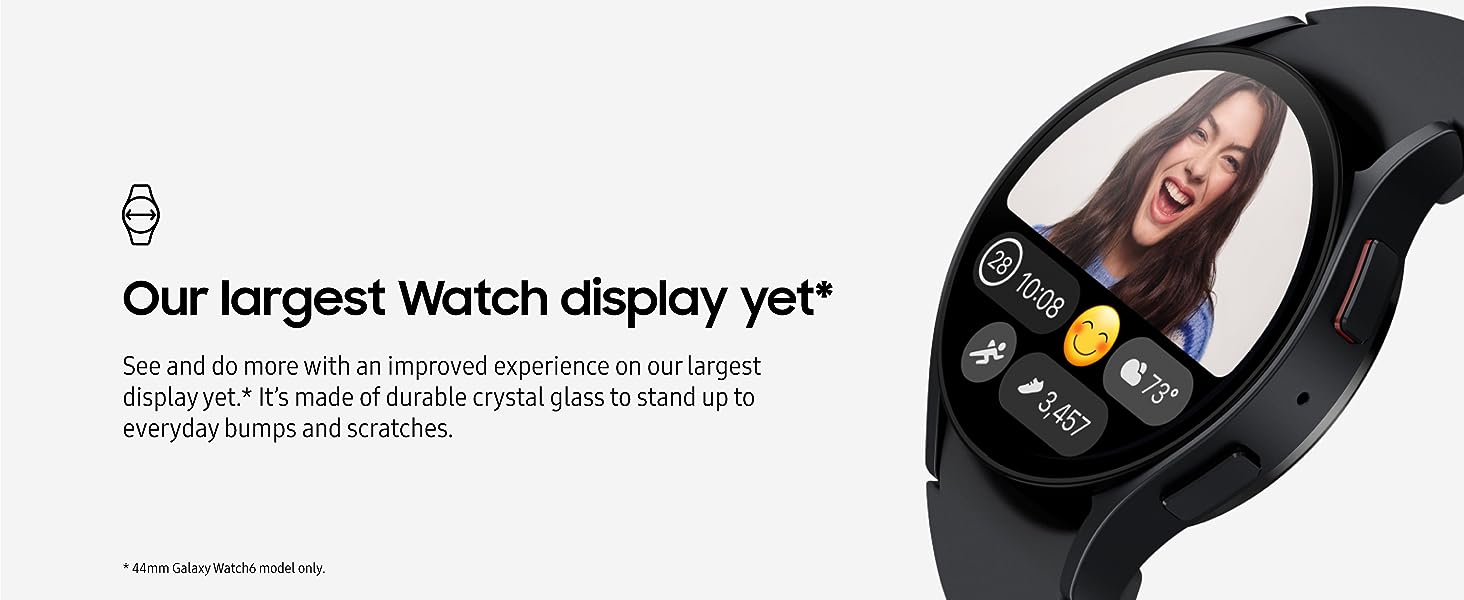 Our largest Watch display yet*
See and do more with an improved experience on our largest
display yet.* It's made of durable crystal glass to stand up to
everyday bumps and scratches.
* 44mm Galaxy Watch6 model only.
28 10:08
73°
3,457